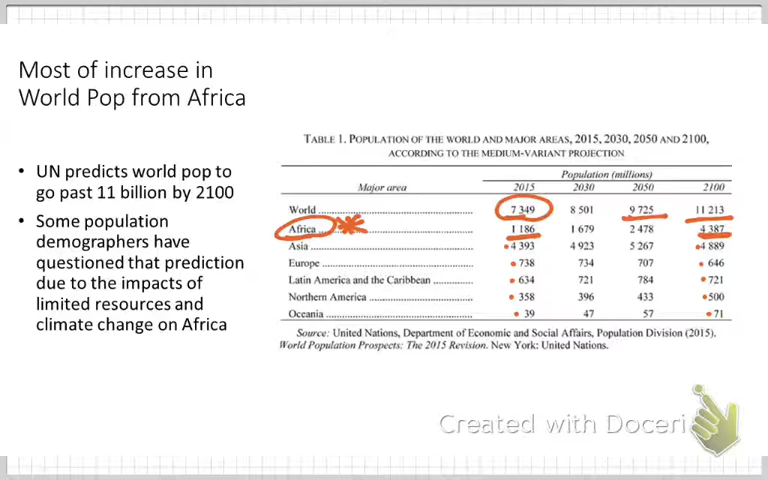 Most of increase in
World Pop from Africa
• UN predicts world pop to
go past 11 billion by 2100
• Some population
demographers have
questioned that prediction
due to the impacts of
limited resources and
climate change on Africa
TABLE 1. POPULATION OF THE WORLD AND MAJOR AREAS, 2015, 2030, 2050 AND 2100,
ACCORDING TO THE MEDIUM-VARIANT PROJECTION
Population (millions)
Major area 2015 2030 2050 2100
World 7 349 8 501 9 725 11 213
Africa 1 186 1 679 2 478 4 387
Asia 4 393 4 923 5 267 4 889
Europe 738 734 707 646
Latin America and the Caribbean 634 721 784 721
Northern America 358 396 433 500
Oceania 39 47 57 71
Source: United Nations, Department of Economic and Social Affairs, Population Division (2015).
World Population Prospects: The 2015 Revision. New York: United Nations.
Created with Doceri